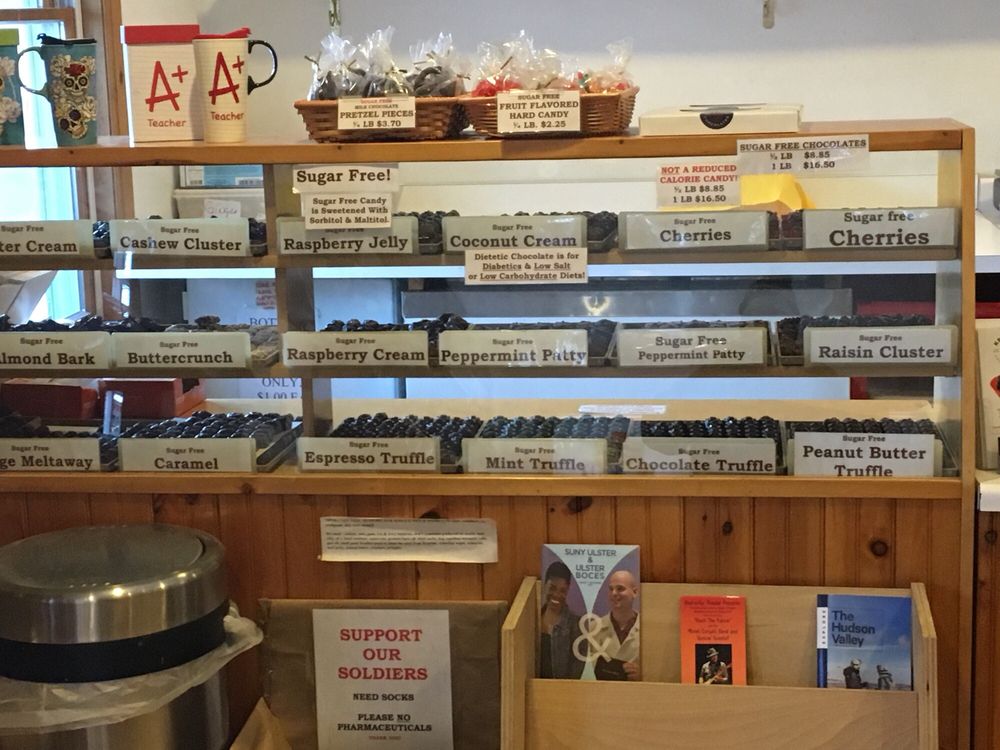 A+
Teacher
A+
Teacher
SUGAR FREE
MILK CHOCOLATE
PRETZEL PIECES
¼ LB $3.70
SUGAR FREE
FRUIT FLAVORED
HARD CANDY
¼ LB. $2.25
SUGAR FREE CHOCOLATES
½ LB $8.85
1 LB $16.50
NOT A REDUCED
CALORIE CANDY!
½ LB $8.85
1 LB $16.50
Sugar Free!
Sugar Free Candy
is Sweetened With
Sorbitol & Maltitol.
Sugar Free
ter Cream
Sugar Free
Cashew Cluster
Sugar Free
Raspberry Jelly
Sugar Free
Coconut Cream
Sugar Free
Cherries
Sugar free
Cherries
Dietetic Chocolate is for
Diabetics & Low Salt
or Low Carbohydrate Diets!
Sugar Free
Almond Bark
Sugar Free
Buttercrunch
Sugar Free
Raspberry Cream
Sugar Free
Peppermint Patty
Sugar Free
Peppermint Patty
Sugar Free
Raisin Cluster
ONLY
$1.00
Sugar Free
ge Meltaway
Sugar Free
Caramel
Sugar Free
Espresso Truffle
Sugar Free
Mint Truffle
Sugar Free
Chocolate Truffle
Sugar Free
Peanut Butter
Truffle
SUPPORT
OUR
SOLDIERS
NEED SOCKS
PLEASE NO
PHARMACEUTICALS
THANK YOU
SUNY ULSTER
&
ULSTER
BOCES
&
EXPLORE
The
Hudson
Valley